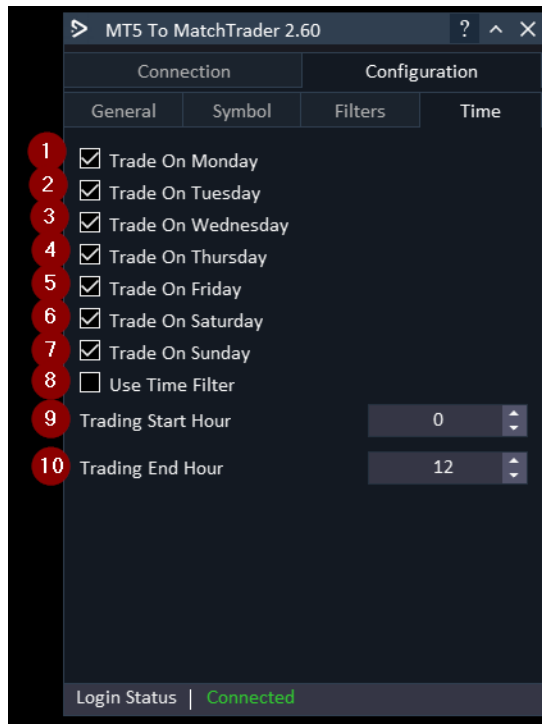 MT5 To MatchTrader 2.60 ?
Connection Configuration
General Symbol Filters Time
1 Trade On Monday
2 Trade On Tuesday
3 Trade On Wednesday
4 Trade On Thursday
5 Trade On Friday
6 Trade On Saturday
7 Trade On Sunday
8 Use Time Filter
9 Trading Start Hour 0
10 Trading End Hour 12
Login Status | Connected